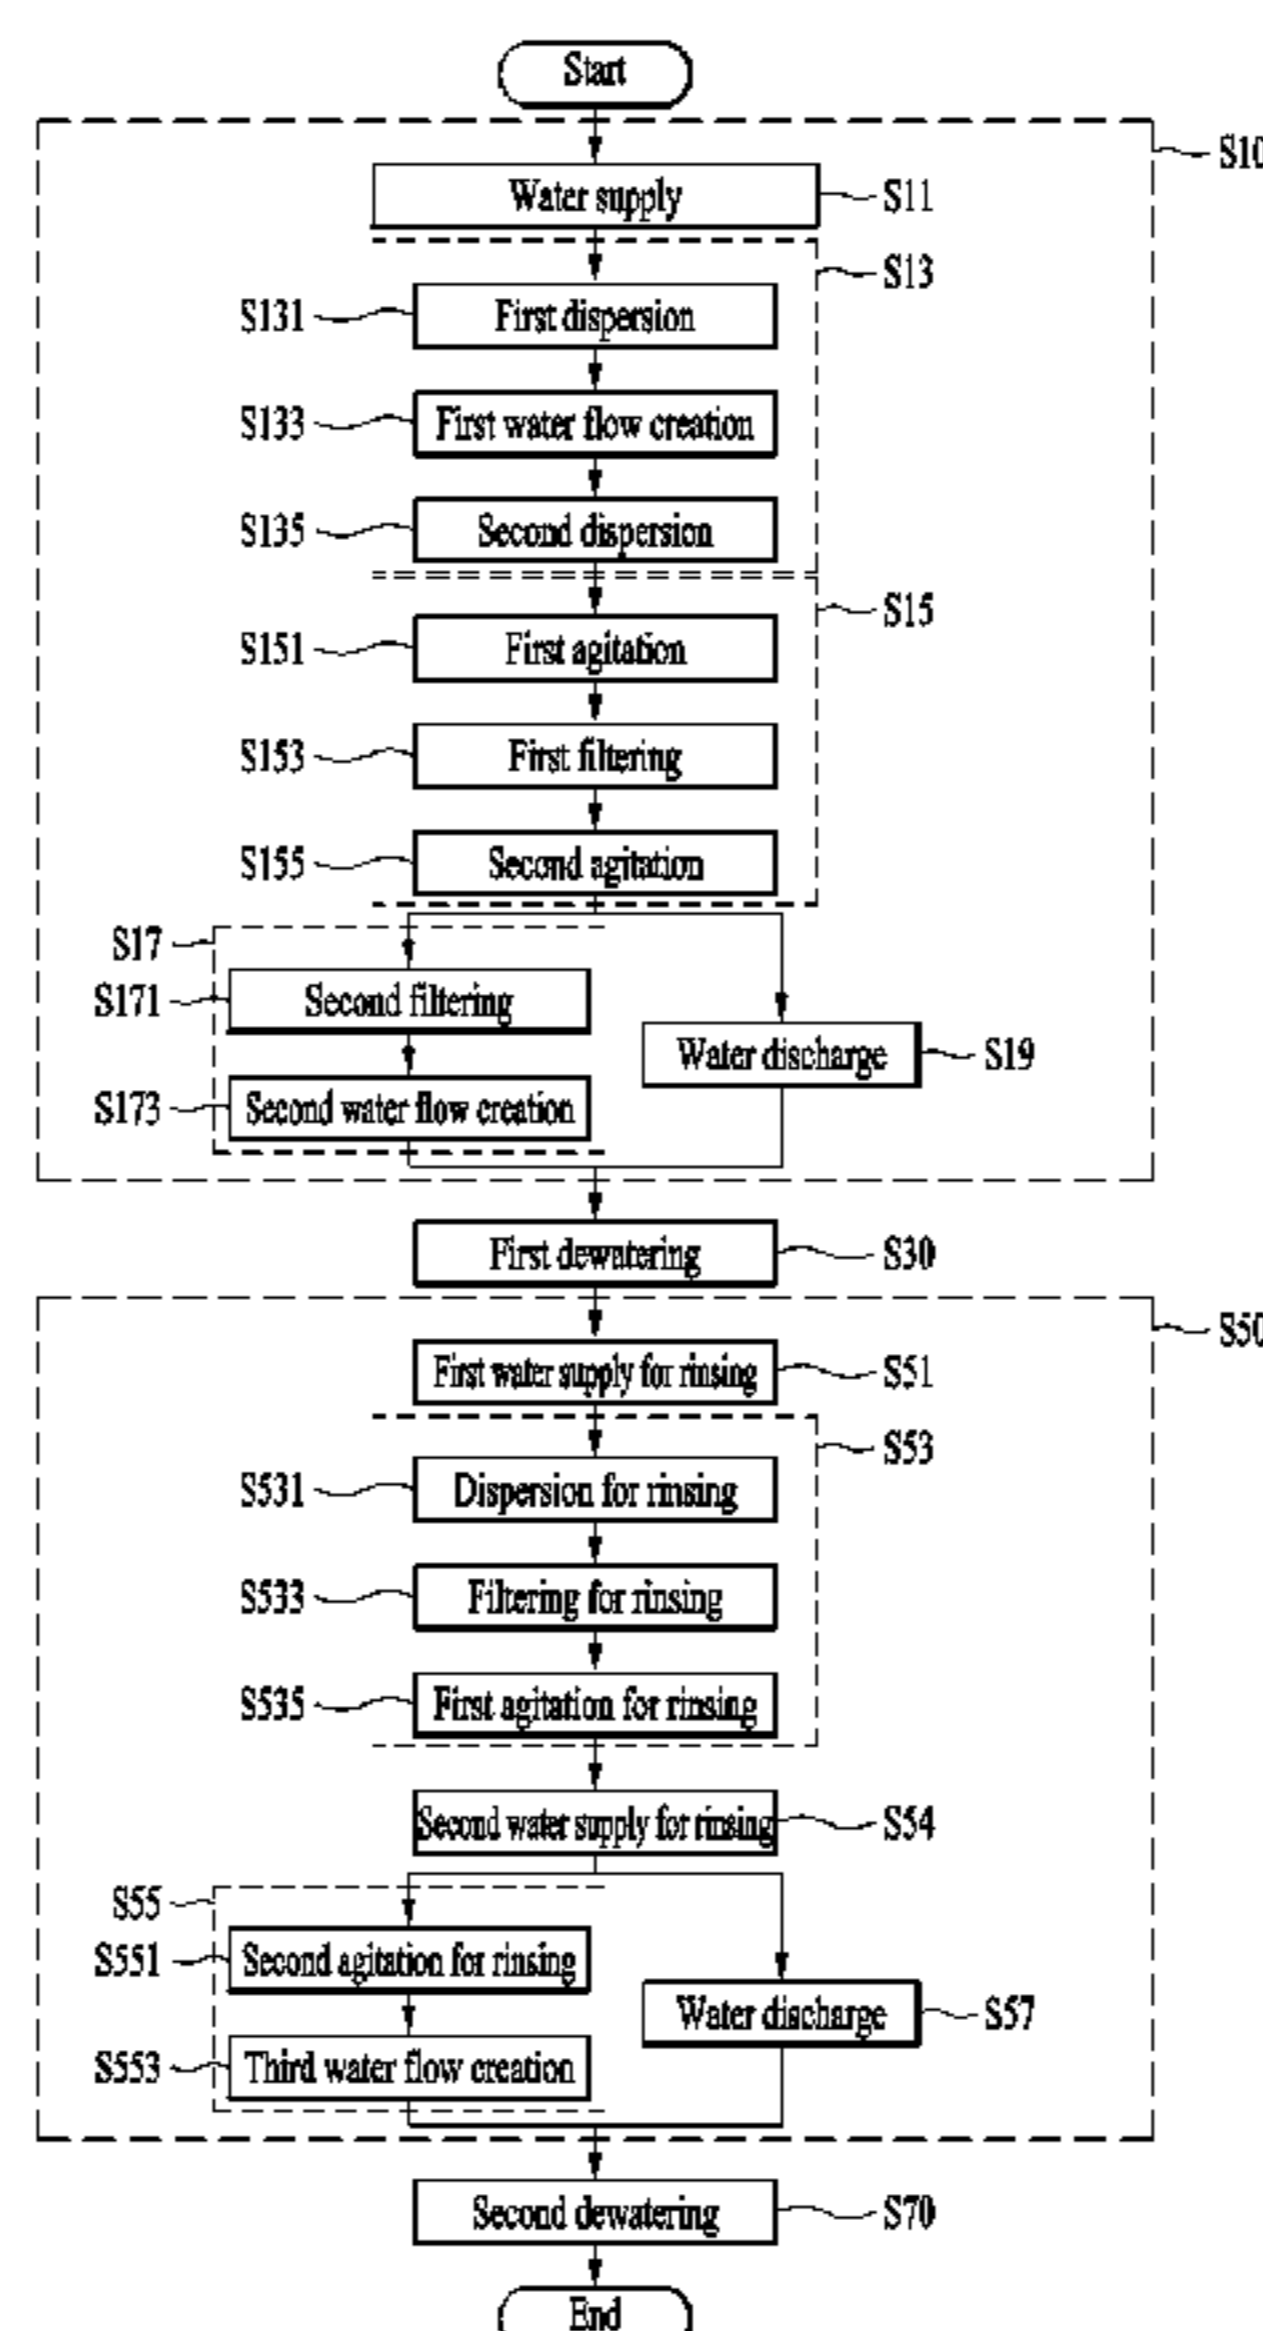 Start
S10
Water supply
S11
S13
S131
First dispersion
S133
First water flow creation
S135
Second dispersion
S15
S151
First agitation
S153
First filtering
S155
Second agitation
S17
S171
Second filtering
Water discharge
S19
S173
Second water flow creation
First dewatering
S30
S50
First water supply for rinsing
S51
S53
S531
Dispersion for rinsing
S533
Filtering for rinsing
S535
First agitation for rinsing
Second water supply for rinsing
S54
S55
S551
Second agitation for rinsing
Water discharge
S57
S553
Third water flow creation
Second dewatering
S70
End